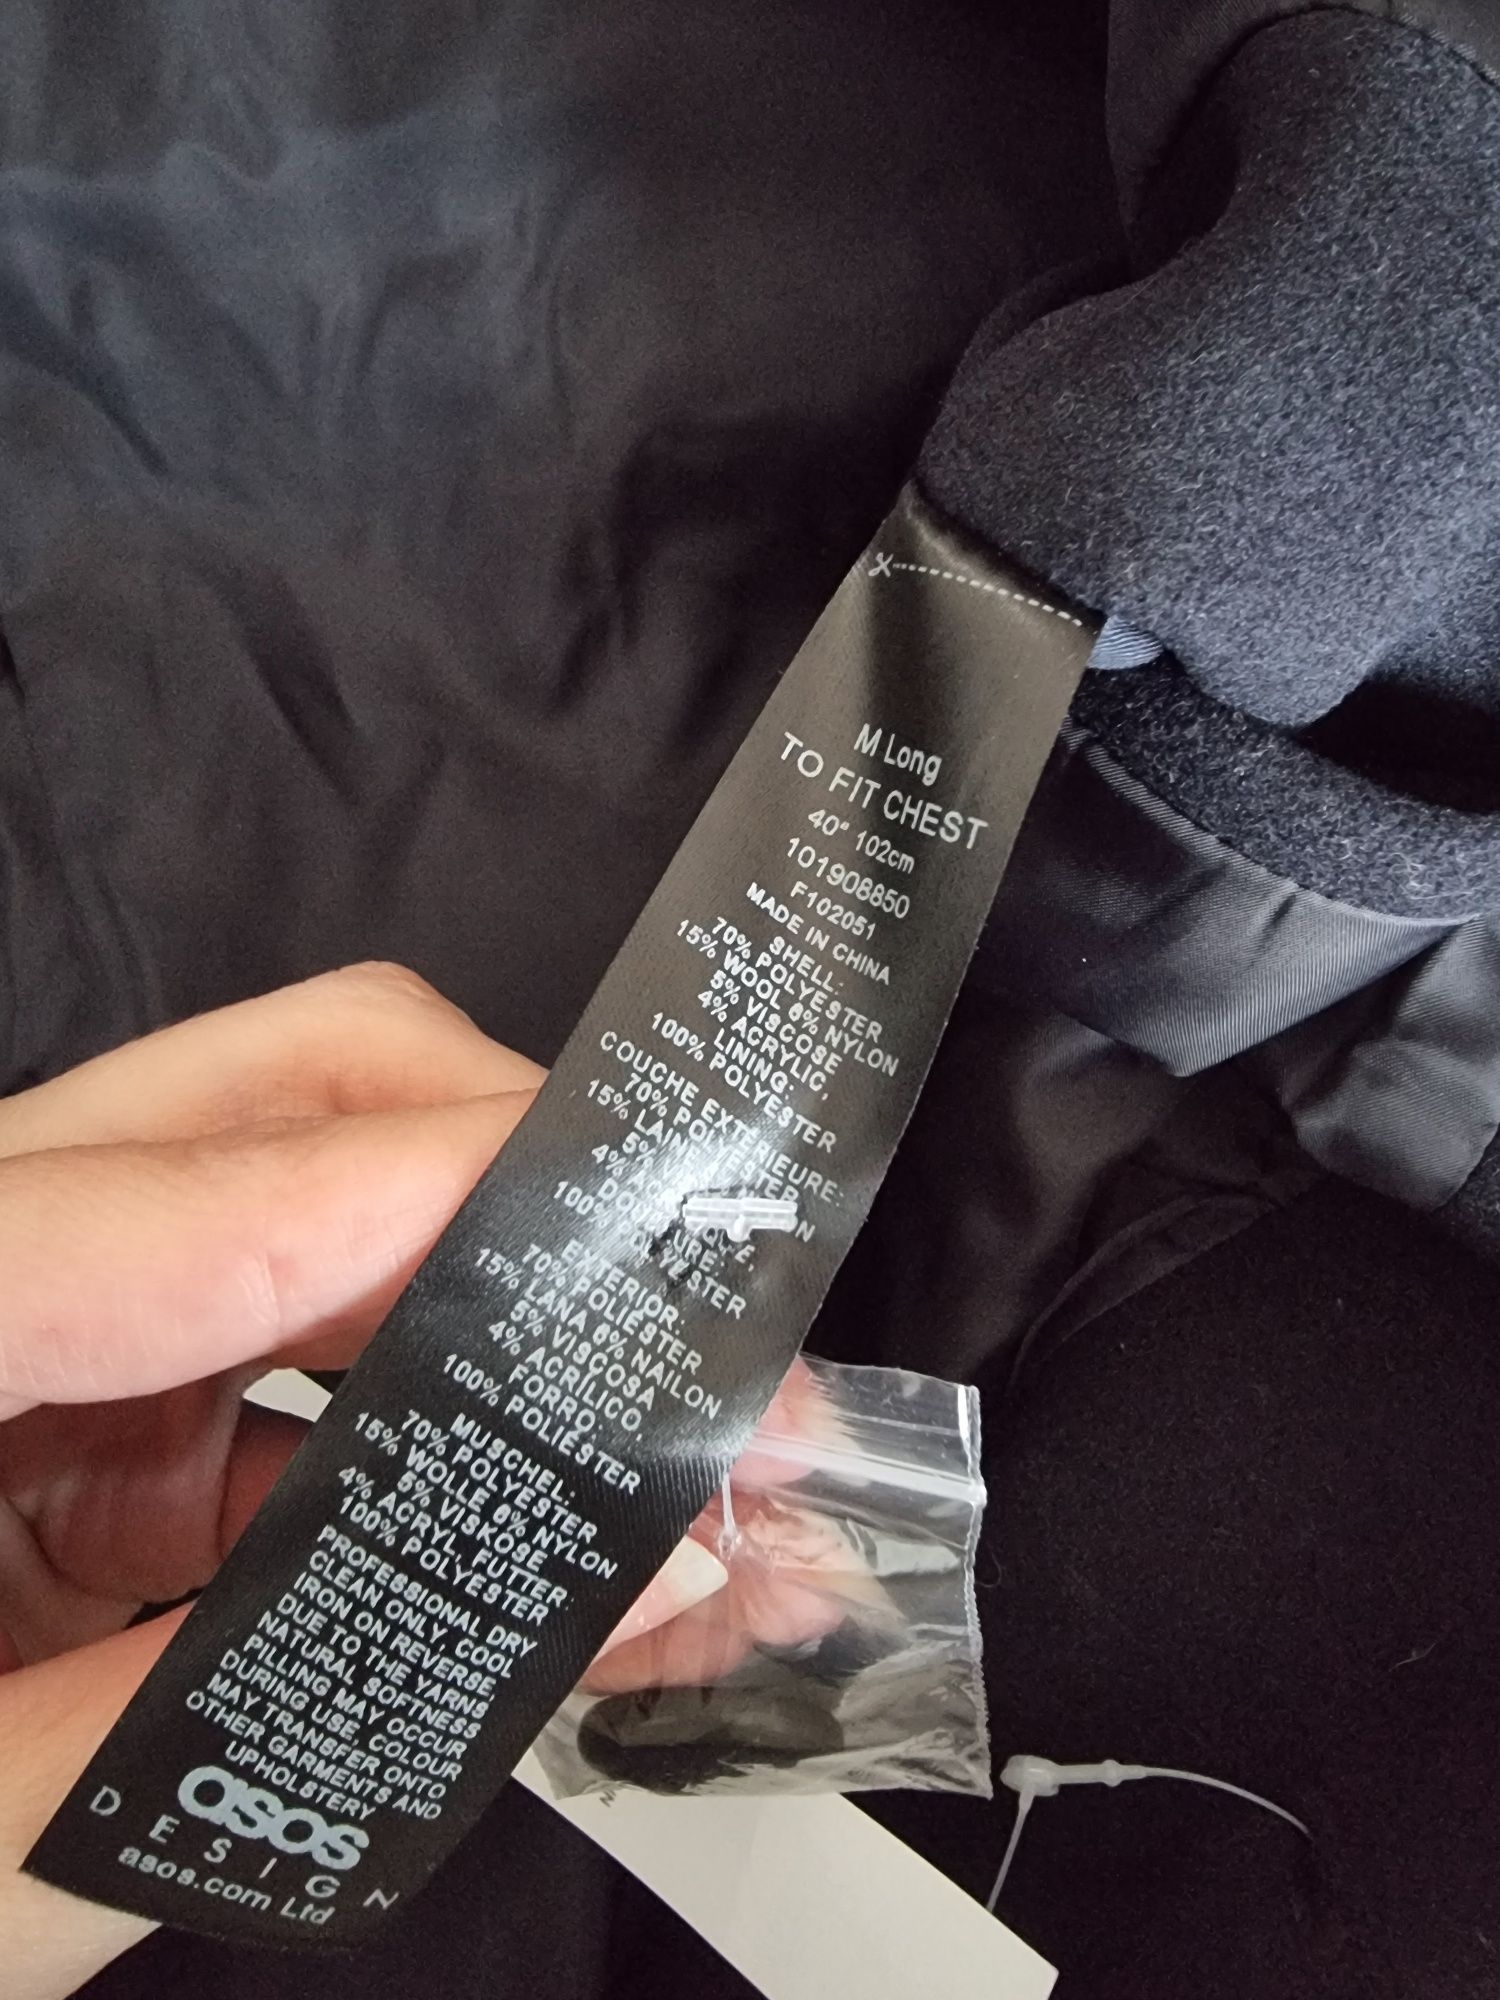 M Long
TO FIT CHEST
40" 102cm
101908850
F102051
MADE IN CHINA
SHELL:
70% POLYESTER
15% WOOL 6% NYLON
5% VISCOSE
4% ACRYLIC,
LINING:
100% POLYESTER
COUCHE EXTÉRIEURE:
70%
15% LAINE
5%
4%
100%
EXTERIOR:
70% POLIÉSTER
15% LANA 6% NAILON
5% VISCOSA
4% ACRÍLICO,
FORRO:
100% POLIÉSTER
MUSCHEL:
70% POLYESTER
15% WOLLE 6% NYLON
5% VISKOSE
4% ACRYL, FUTTER:
100% POLYESTER
PROFESSIONAL DRY
CLEAN ONLY, COOL
IRON ON REVERSE,
DUE TO THE YARNS
NATURAL SOFTNESS
PILLING MAY OCCUR
DURING USE, COLOUR
MAY TRANSFER ONTO
OTHER GARMENTS AND
UPHOLSTERY
asos
DESIGN
asos.com Ltd